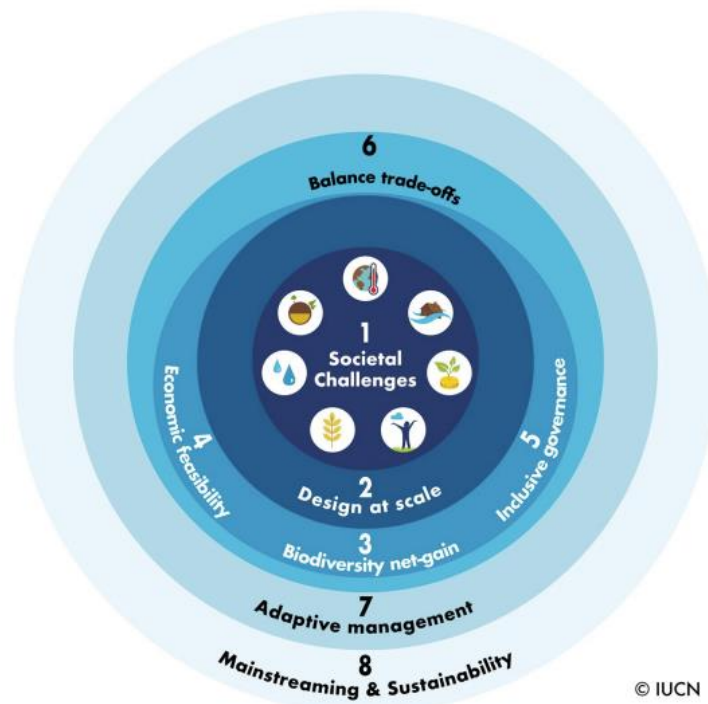 6
Balance trade-offs
1
Societal
Challenges
4
Economic feasibility
5
Inclusive governance
2
Design at scale
3
Biodiversity net-gain
7
Adaptive management
8
Mainstreaming & Sustainability
© IUCN